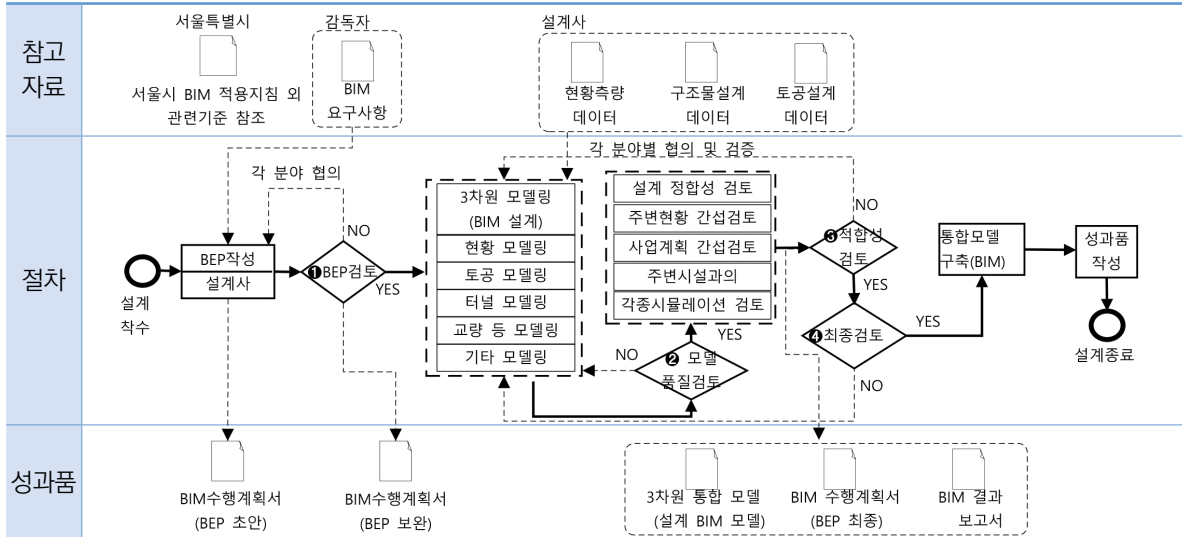 참고
자료
서울특별시
서울시 BIM 적용지침 외
관련기준 참조
감독자
BIM
요구사항
설계사
현황측량
데이터
구조물설계
데이터
토공설계
데이터
절차
설계
착수
BEP작성
설계사
각 분야 협의
❶BEP검토
NO
YES
3차원 모델링
(BIM 설계)
현황 모델링
토공 모델링
터널 모델링
교량 등 모델링
기타 모델링
각 분야별 협의 및 검증
설계 정합성 검토
주변현황 간섭검토
사업계획 간섭검토
주변시설과의
각종시뮬레이션 검토
❷ 모델
품질검토
NO
YES
❸적합성
검토
NO
YES
❹최종검토
YES
NO
통합모델
구축(BIM)
성과품
작성
설계종료
성과품
BIM수행계획서
(BEP 초안)
BIM수행계획서
(BEP 보완)
3차원 통합 모델
(설계 BIM 모델)
BIM 수행계획서
(BEP 최종)
BIM 결과
보고서